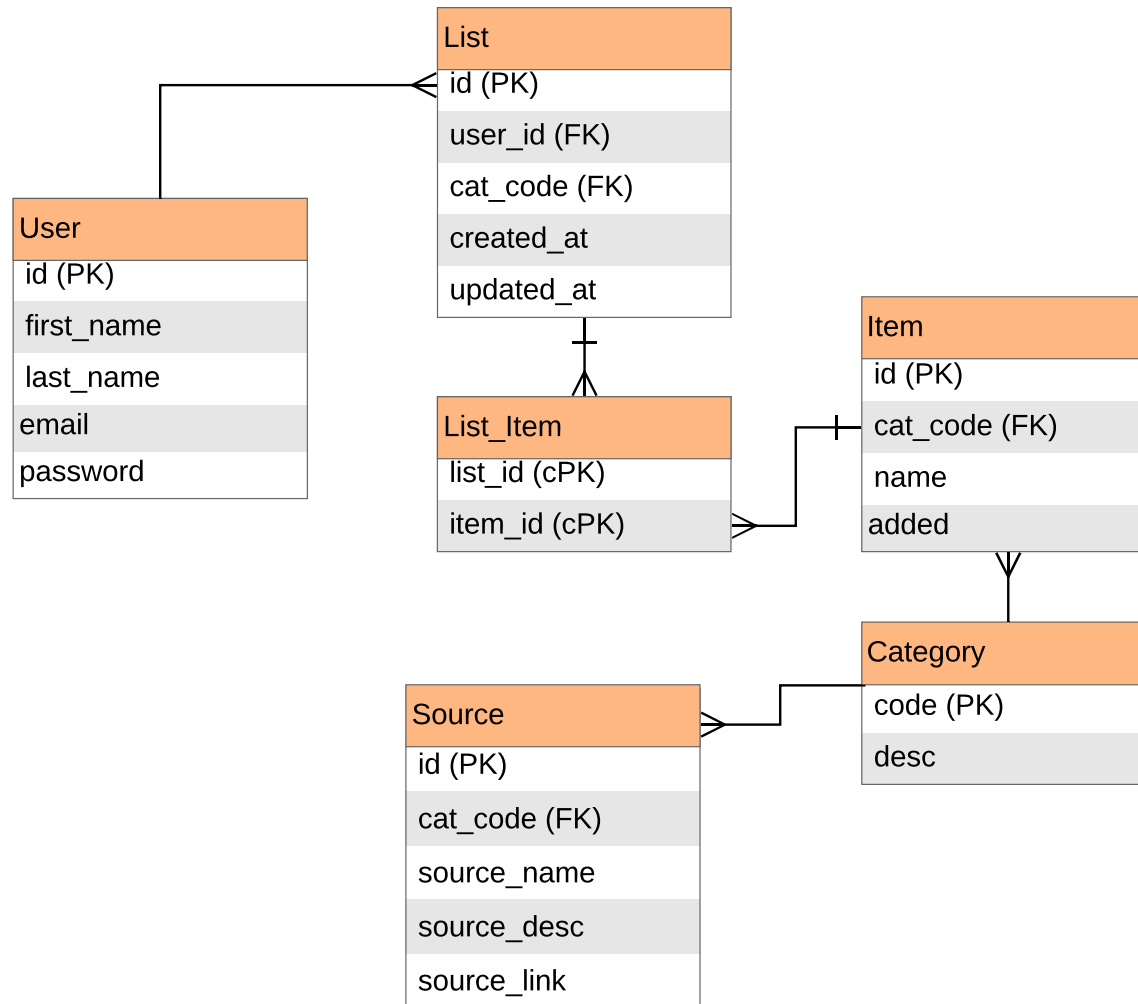 List
id (PK)
user_id (FK)
cat_code (FK)
created_at
updated_at
User
id (PK)
first_name
last_name
email
password
List_Item
list_id (cPK)
item_id (cPK)
Item
id (PK)
cat_code (FK)
name
added
Category
code (PK)
desc
Source
id (PK)
cat_code (FK)
source_name
source_desc
source_link